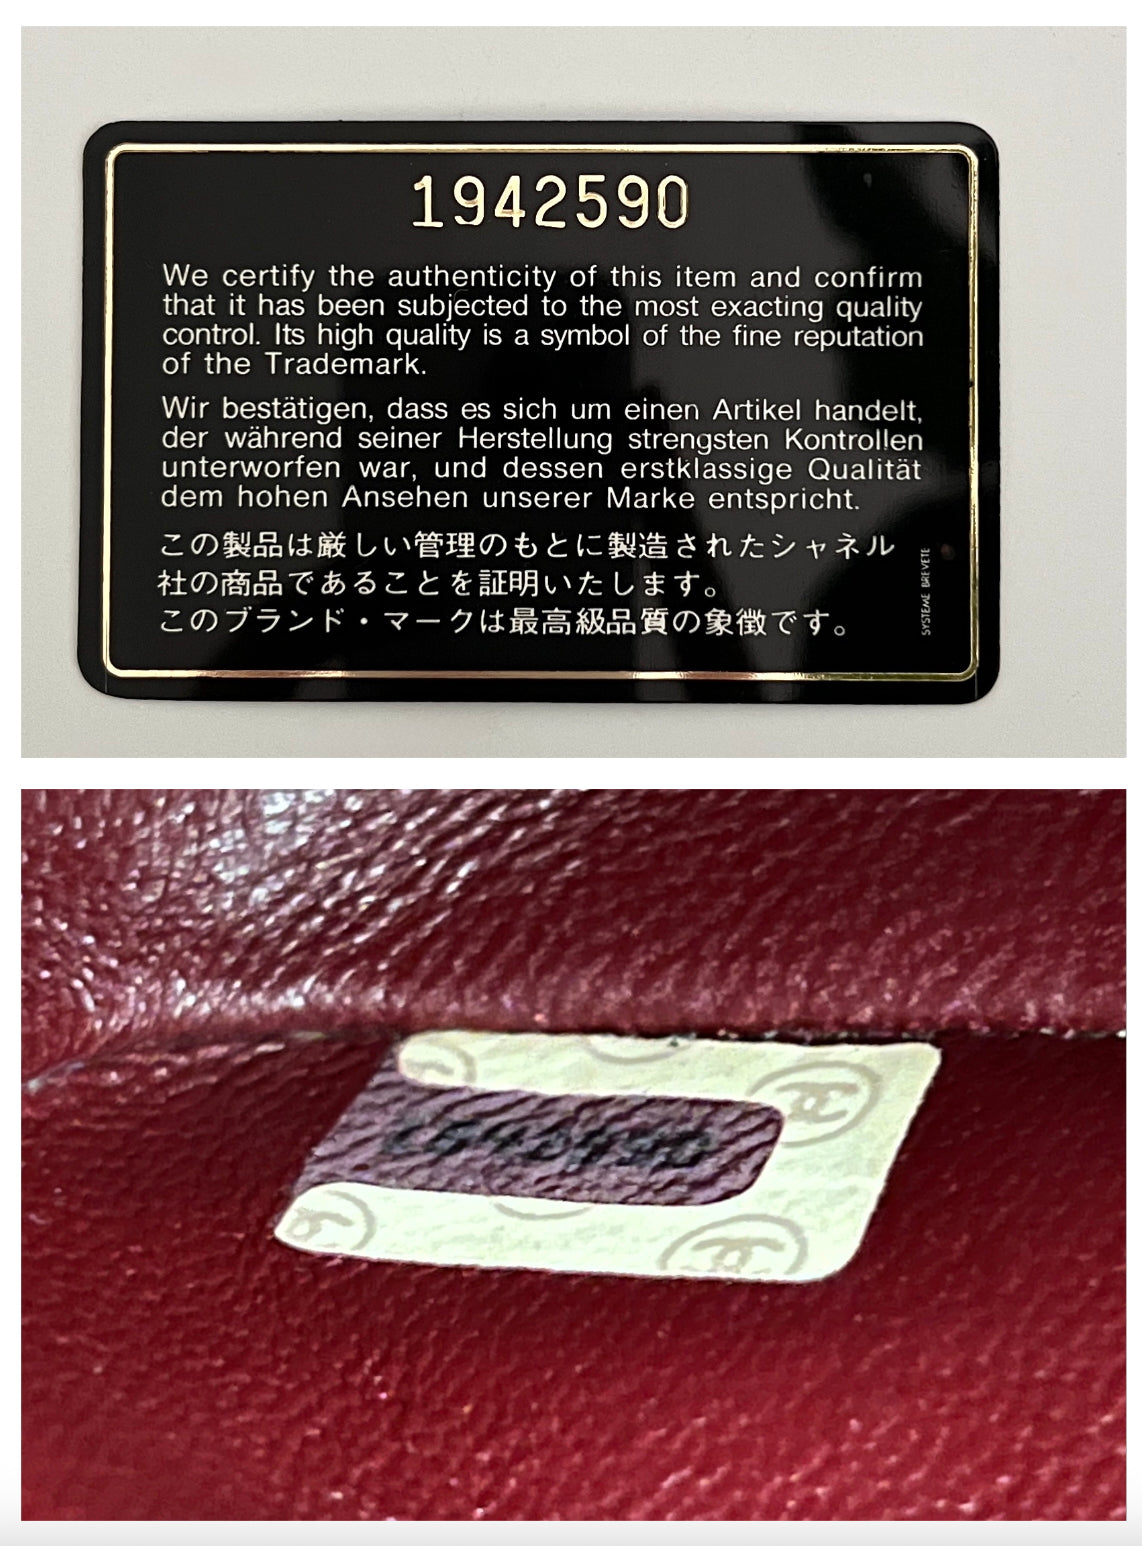 1942590
We certify the authenticity of this item and confirm
that it has been subjected to the most exacting quality
control. Its high quality is a symbol of the fine reputation
of the Trademark.
Wir bestätigen, dass es sich um einen Artikel handelt,
der während seiner Herstellung strengsten Kontrollen
unterworfen war, und dessen erstklassige Qualität
dem hohen Ansehen unserer Marke entspricht.
この製品は厳しい管理のもとに製造されたシャネル
社の商品であることを証明いたします。
このブランド・マークは最高級品質の象徴です。
SYSTEME BREVETE